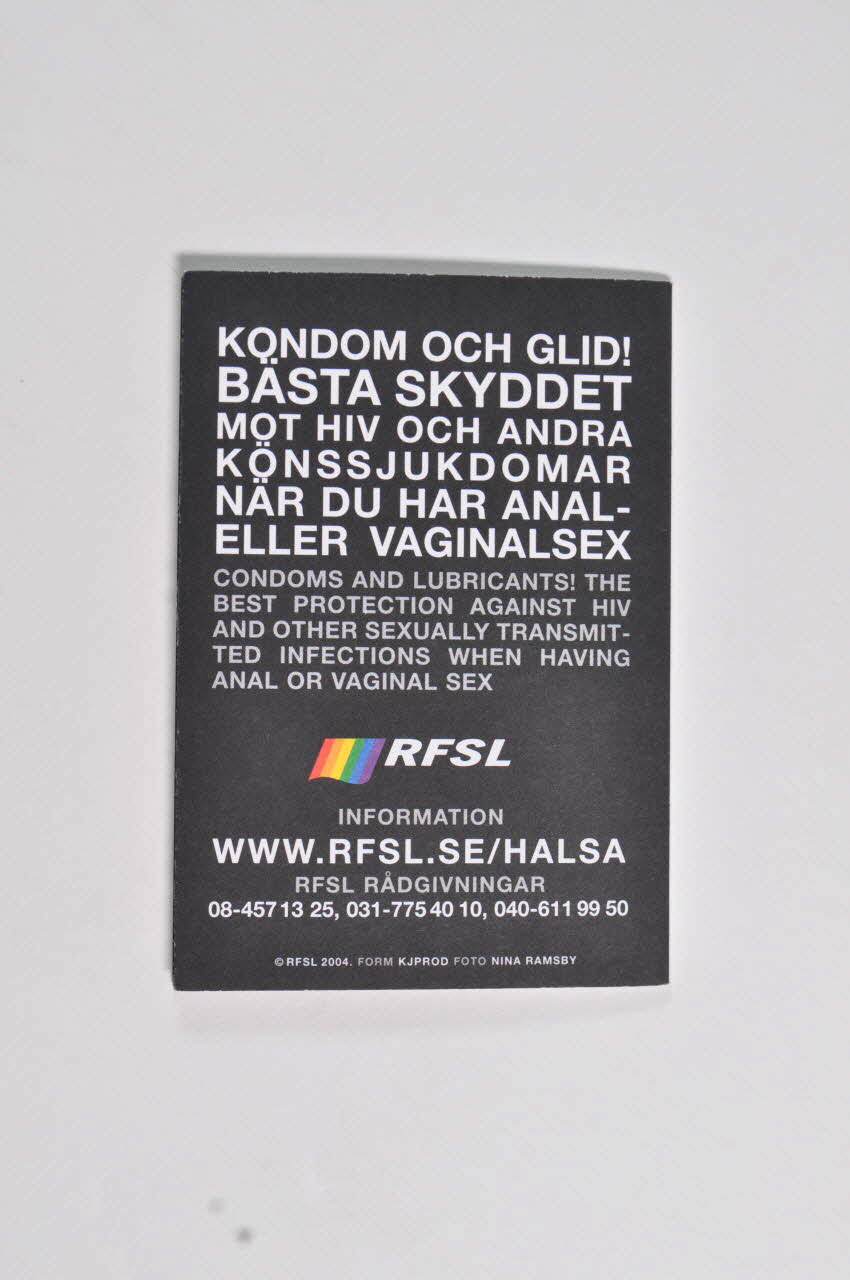 KONDOM OCH GLID!
BÄSTA SKYDDET
MOT HIV OCH ANDRA
KÖNSSJUKDOMAR
NÄR DU HAR ANAL-
ELLER VAGINALSEX
CONDOMS AND LUBRICANTS! THE
BEST PROTECTION AGAINST HIV
AND OTHER SEXUALLY TRANSMIT-
TED INFECTIONS WHEN HAVING
ANAL OR VAGINAL SEX
RFSL
INFORMATION
WWW.RFSL.SE/HALSA
RFSL RÅDGIVNINGAR
08-457 13 25, 031-775 40 10, 040-611 99 50
© RFSL 2004. FORM KJPROD FOTO NINA RAMSBY